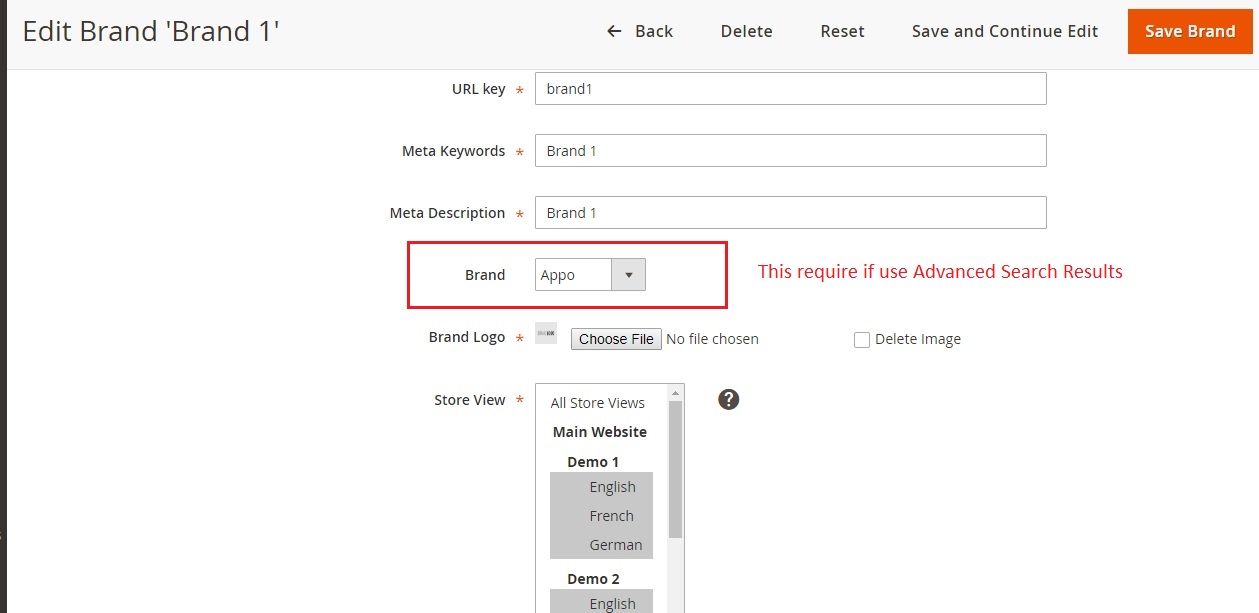 Edit Brand 'Brand 1'
← Back Delete Reset Save and Continue Edit Save Brand
URL key * brand1
Meta Keywords * Brand 1
Meta Description * Brand 1
Brand Appo This require if use Advanced Search Results
Brand Logo * Choose File No file chosen Delete Image
Store View * All Store Views ?
Main Website
Demo 1
English
French
German
Demo 2
English